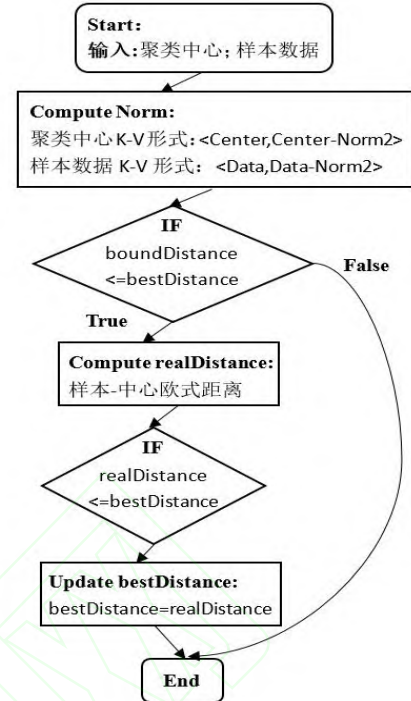 Start:
输入:聚类中心;样本数据
Compute Norm:
聚类中心K-V形式:<Center,Center-Norm2>
样本数据 K-V 形式: <Data,Data-Norm2>
IF
boundDistance
<=bestDistance
False
True
Compute realDistance:
样本-中心欧式距离
IF
realDistance
<=bestDistance
Update bestDistance:
bestDistance=realDistance
End